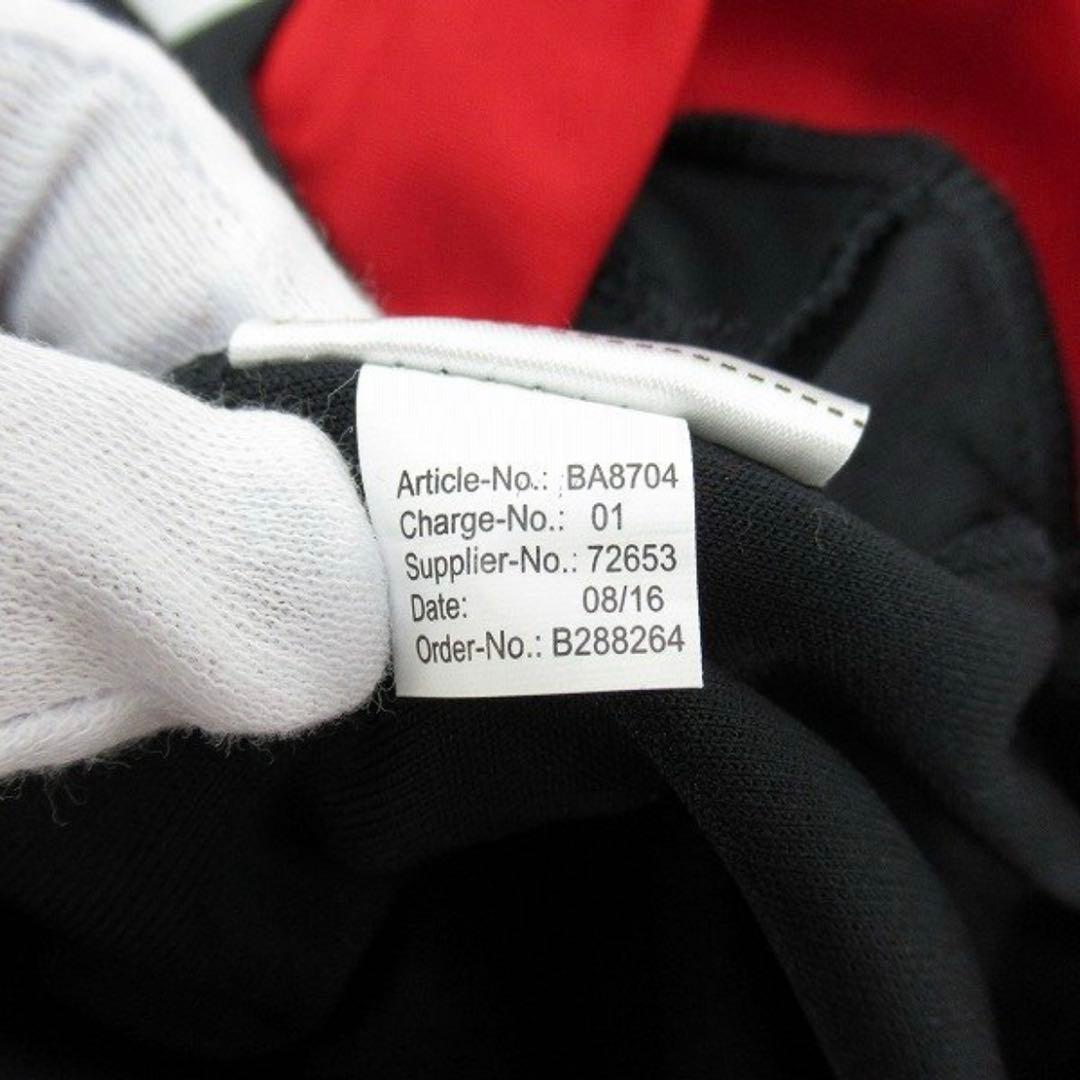 Article-No.: BA8704
Charge-No.: 01
Supplier-No.: 72653
Date: 08/16
Order-No.: B288264